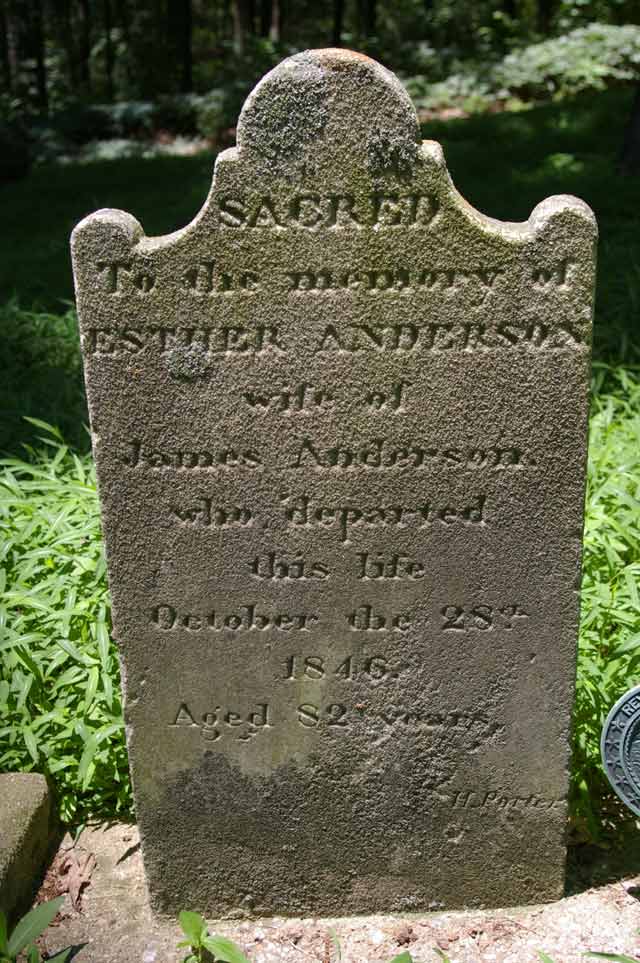 SACRED
To the memory of
ESTHER ANDERSON
wife of
James Anderson.
who departed
this life
October the 28th
1846.
Aged 82 years.
H. Porter
RE